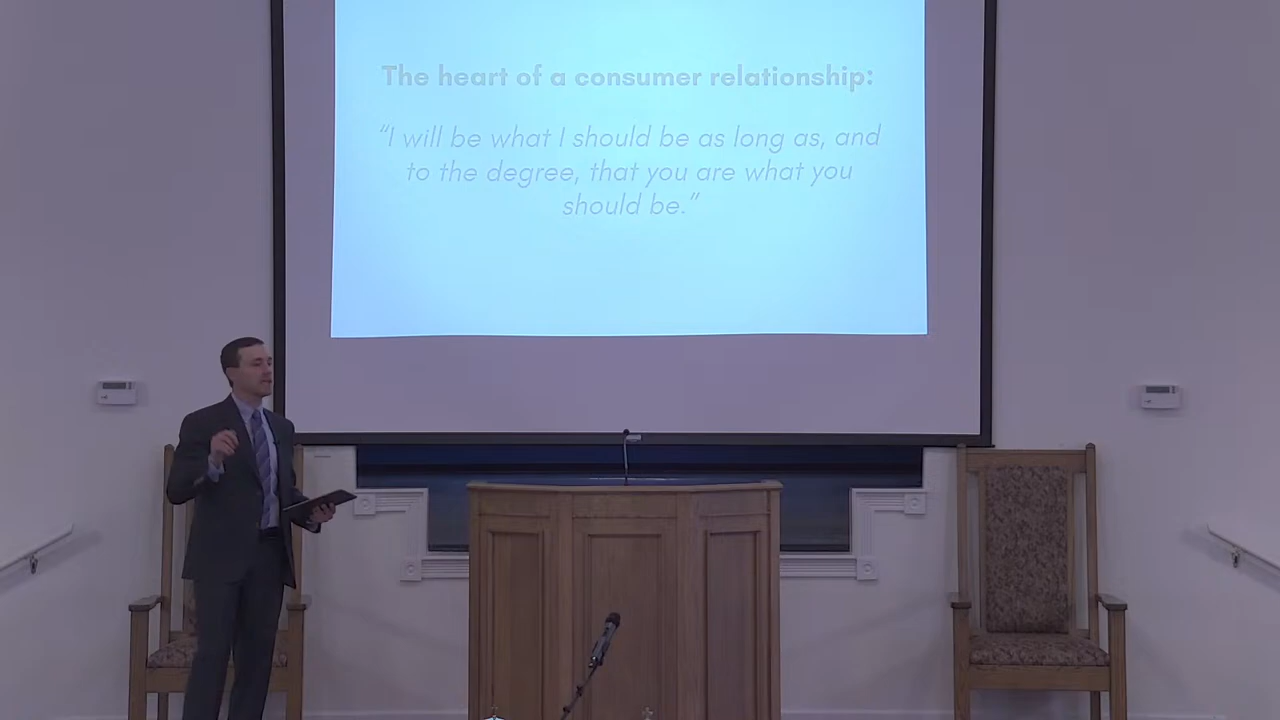 The heart of a consumer relationship:
“I will be what I should be as long as, and
to the degree, that you are what you
should be.”